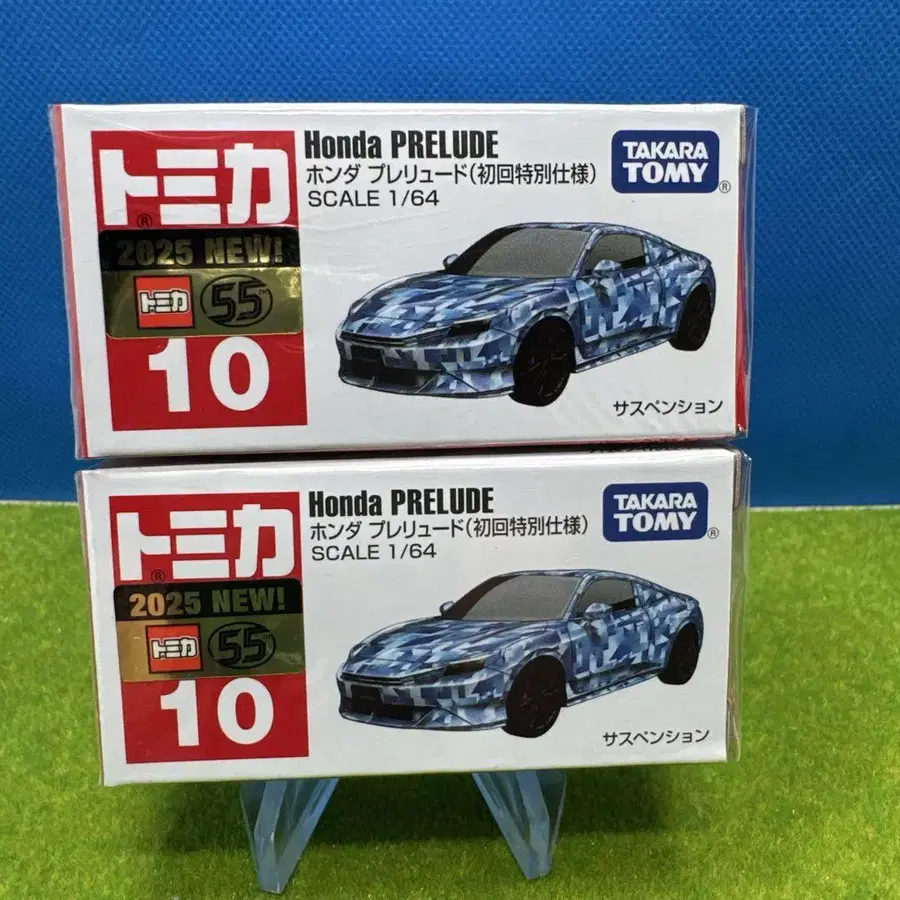 トミカ
®
2025 NEW!
トミカ 55™
10
Honda PRELUDE
ホンダ プレリュード(初回特別仕様)
SCALE 1/64
TAKARA
TOMY
®
サスペンション
トミカ
®
2025 NEW!
トミカ 55™
10
Honda PRELUDE
ホンダ プレリュード(初回特別仕様)
SCALE 1/64
TAKARA
TOMY
®
サスペンション